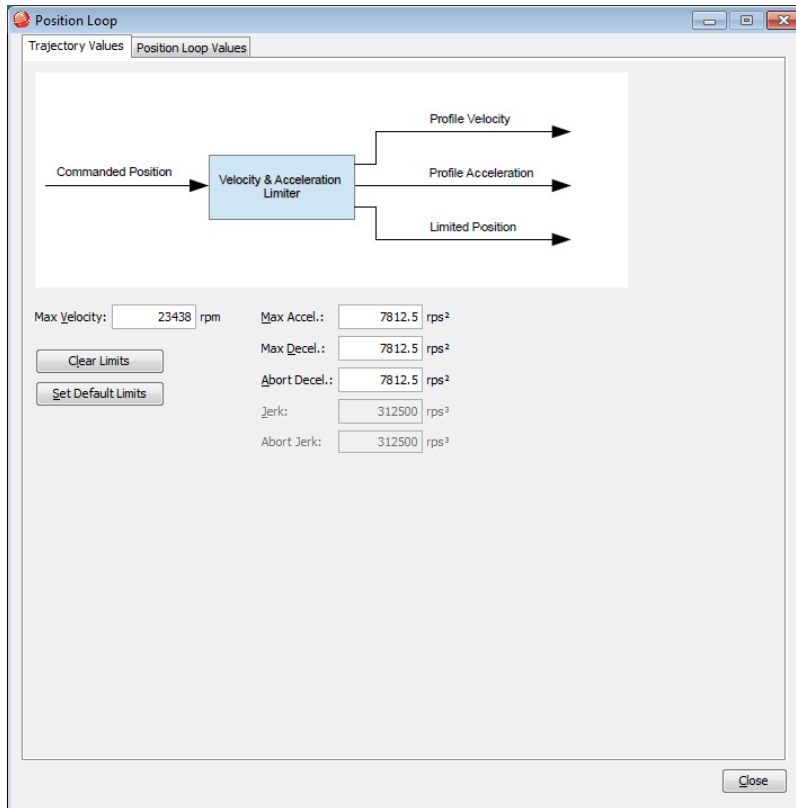 Position Loop
Trajectory Values Position Loop Values
Commanded Position
Velocity & Acceleration
Limiter
Profile Velocity
Profile Acceleration
Limited Position
Max Velocity: 23438 rpm
Clear Limits
Set Default Limits
Max Accel.: 7812.5 rps²
Max Decel.: 7812.5 rps²
Abort Decel.: 7812.5 rps²
Jerk: 312500 rps³
Abort Jerk: 312500 rps³
Close